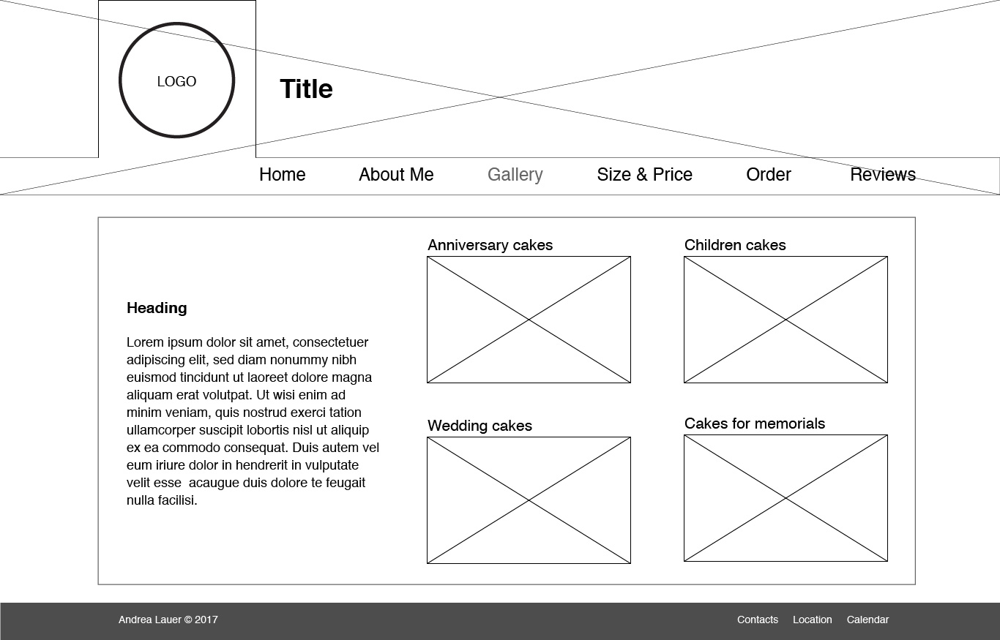 LOGO
Title
Home About Me Gallery Size & Price Order Reviews
Heading
Lorem ipsum dolor sit amet, consectetuer
adipiscing elit, sed diam nonummy nibh
euismod tincidunt ut laoreet dolore magna
aliquam erat volutpat. Ut wisi enim ad
minim veniam, quis nostrud exerci tation
ullamcorper suscipit lobortis nisl ut aliquip
ex ea commodo consequat. Duis autem vel
eum iriure dolor in hendrerit in vulputate
velit esse  acaugue duis dolore te feugait
nulla facilisi.
Anniversary cakes
Children cakes
Wedding cakes
Cakes for memorials
Andrea Lauer © 2017
Contacts Location Calendar